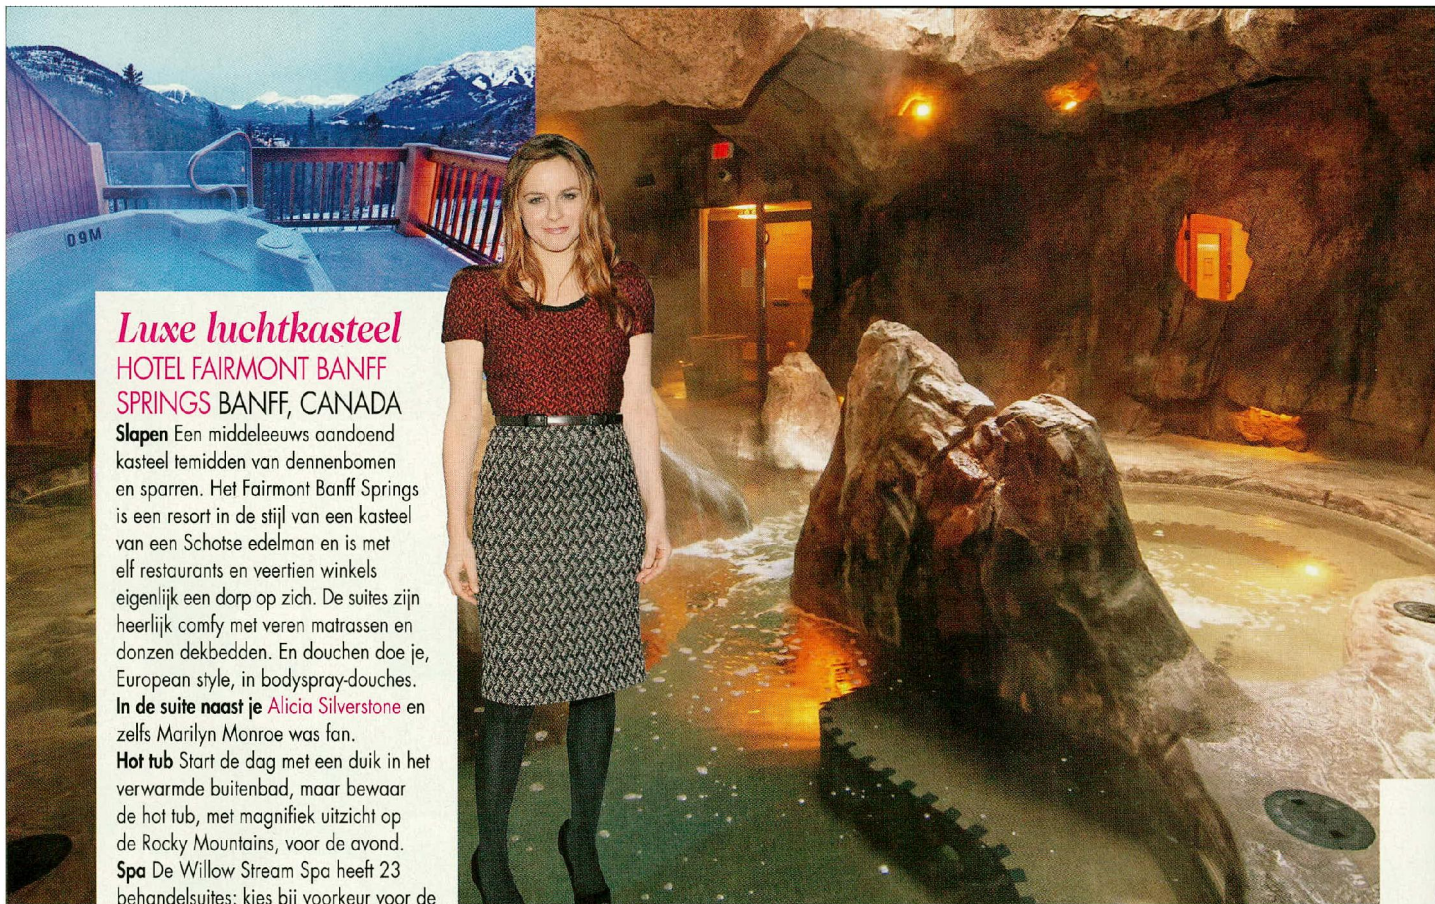 09M
Luxe luchtkasteel
HOTEL FAIRMONT BANFF
SPRINGS BANFF, CANADA
Slapen Een middeleeuws aandoend
kasteel temidden van dennenbomen
en sparren. Het Fairmont Banff Springs
is een resort in de stijl van een kasteel
van een Schotse edelman en is met
elf restaurants en veertien winkels
eigenlijk een dorp op zich. De suites zijn
heerlijk comfy met veren matrassen en
donzen dekbedden. En douchen doe je,
European style, in bodyspray-douches.
In de suite naast je Alicia Silverstone en
zelfs Marilyn Monroe was fan.
Hot tub Start de dag met een duik in het
verwarmde buitenbad, maar bewaar
de hot tub, met magnifiek uitzicht op
de Rocky Mountains, voor de avond.
Spa De Willow Stream Spa heeft 23
behandelsuites; kies bij voorkeur voor de